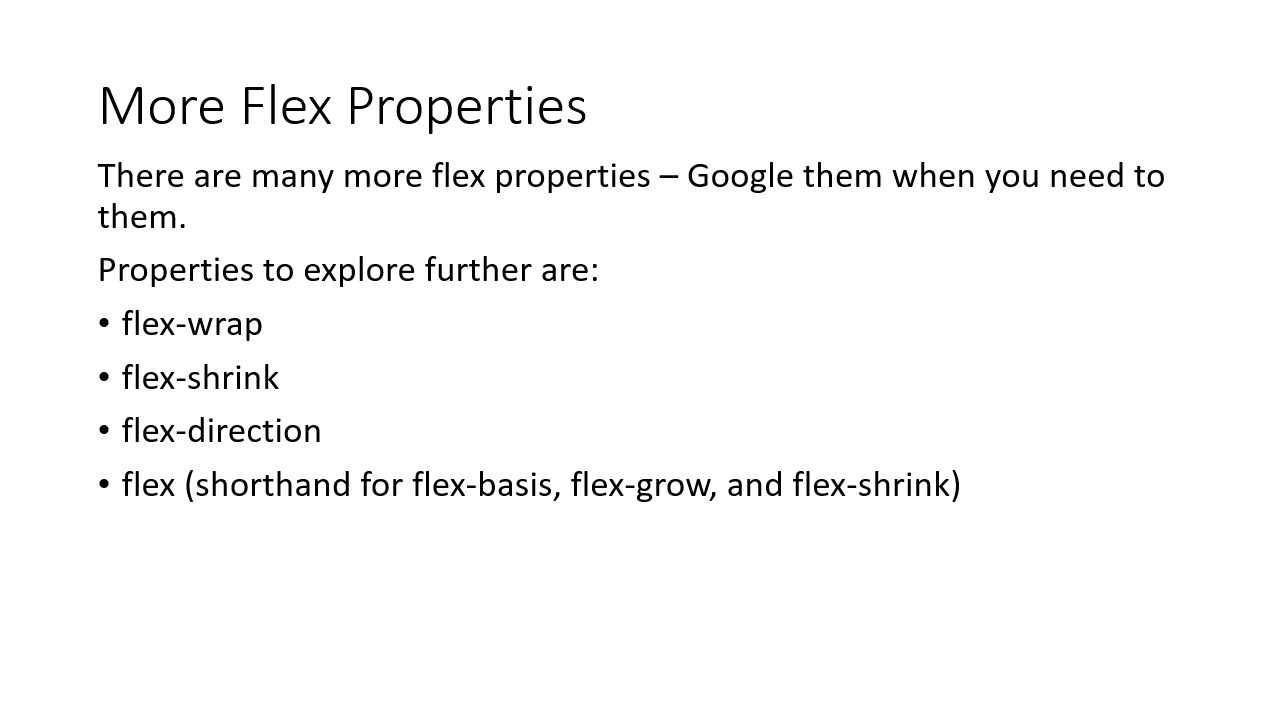 More Flex Properties
There are many more flex properties – Google them when you need to
them.
Properties to explore further are:
• flex-wrap
• flex-shrink
• flex-direction
• flex (shorthand for flex-basis, flex-grow, and flex-shrink)